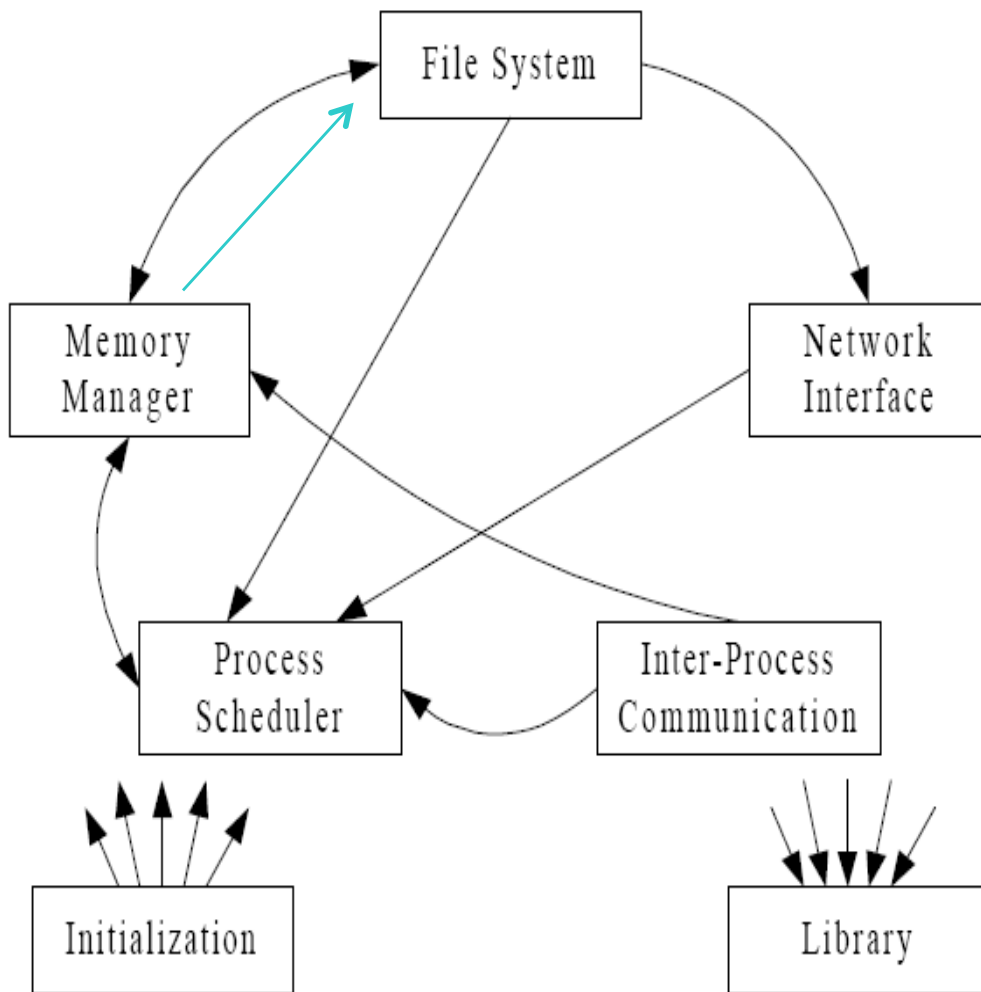 File System
Memory
Manager
Network
Interface
Process
Scheduler
Inter-Process
Communication
Initialization
Library